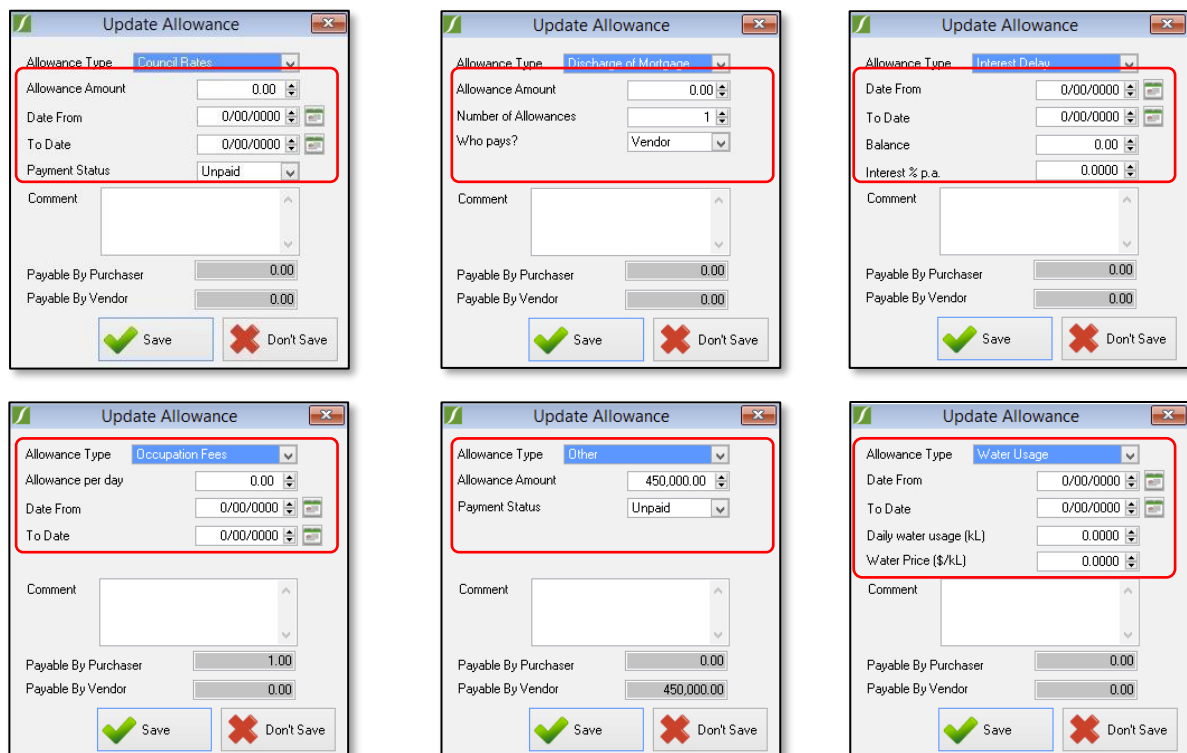 Update Allowance
Allowance Type Council Rates
Allowance Amount 0.00
Date From 0/00/0000
To Date 0/00/0000
Payment Status Unpaid
Comment
Payable By Purchaser 0.00
Payable By Vendor 0.00
Save Don't Save
Update Allowance
Allowance Type Discharge of Mortgage
Allowance Amount 0.00
Number of Allowances 1
Who pays? Vendor
Comment
Payable By Purchaser 0.00
Payable By Vendor 0.00
Save Don't Save
Update Allowance
Allowance Type Interest Delay
Date From 0/00/0000
To Date 0/00/0000
Balance 0.00
Interest % p.a. 0.0000
Comment
Payable By Purchaser 0.00
Payable By Vendor 0.00
Save Don't Save
Update Allowance
Allowance Type Occupation Fees
Allowance per day 0.00
Date From 0/00/0000
To Date 0/00/0000
Comment
Payable By Purchaser 1.00
Payable By Vendor 0.00
Save Don't Save
Update Allowance
Allowance Type Other
Allowance Amount 450,000.00
Payment Status Unpaid
Comment
Payable By Purchaser 0.00
Payable By Vendor 450,000.00
Save Don't Save
Update Allowance
Allowance Type Water Usage
Date From 0/00/0000
To Date 0/00/0000
Daily water usage (kL) 0.0000
Water Price ($/kL) 0.0000
Comment
Payable By Purchaser 0.00
Payable By Vendor 0.00
Save Don't Save